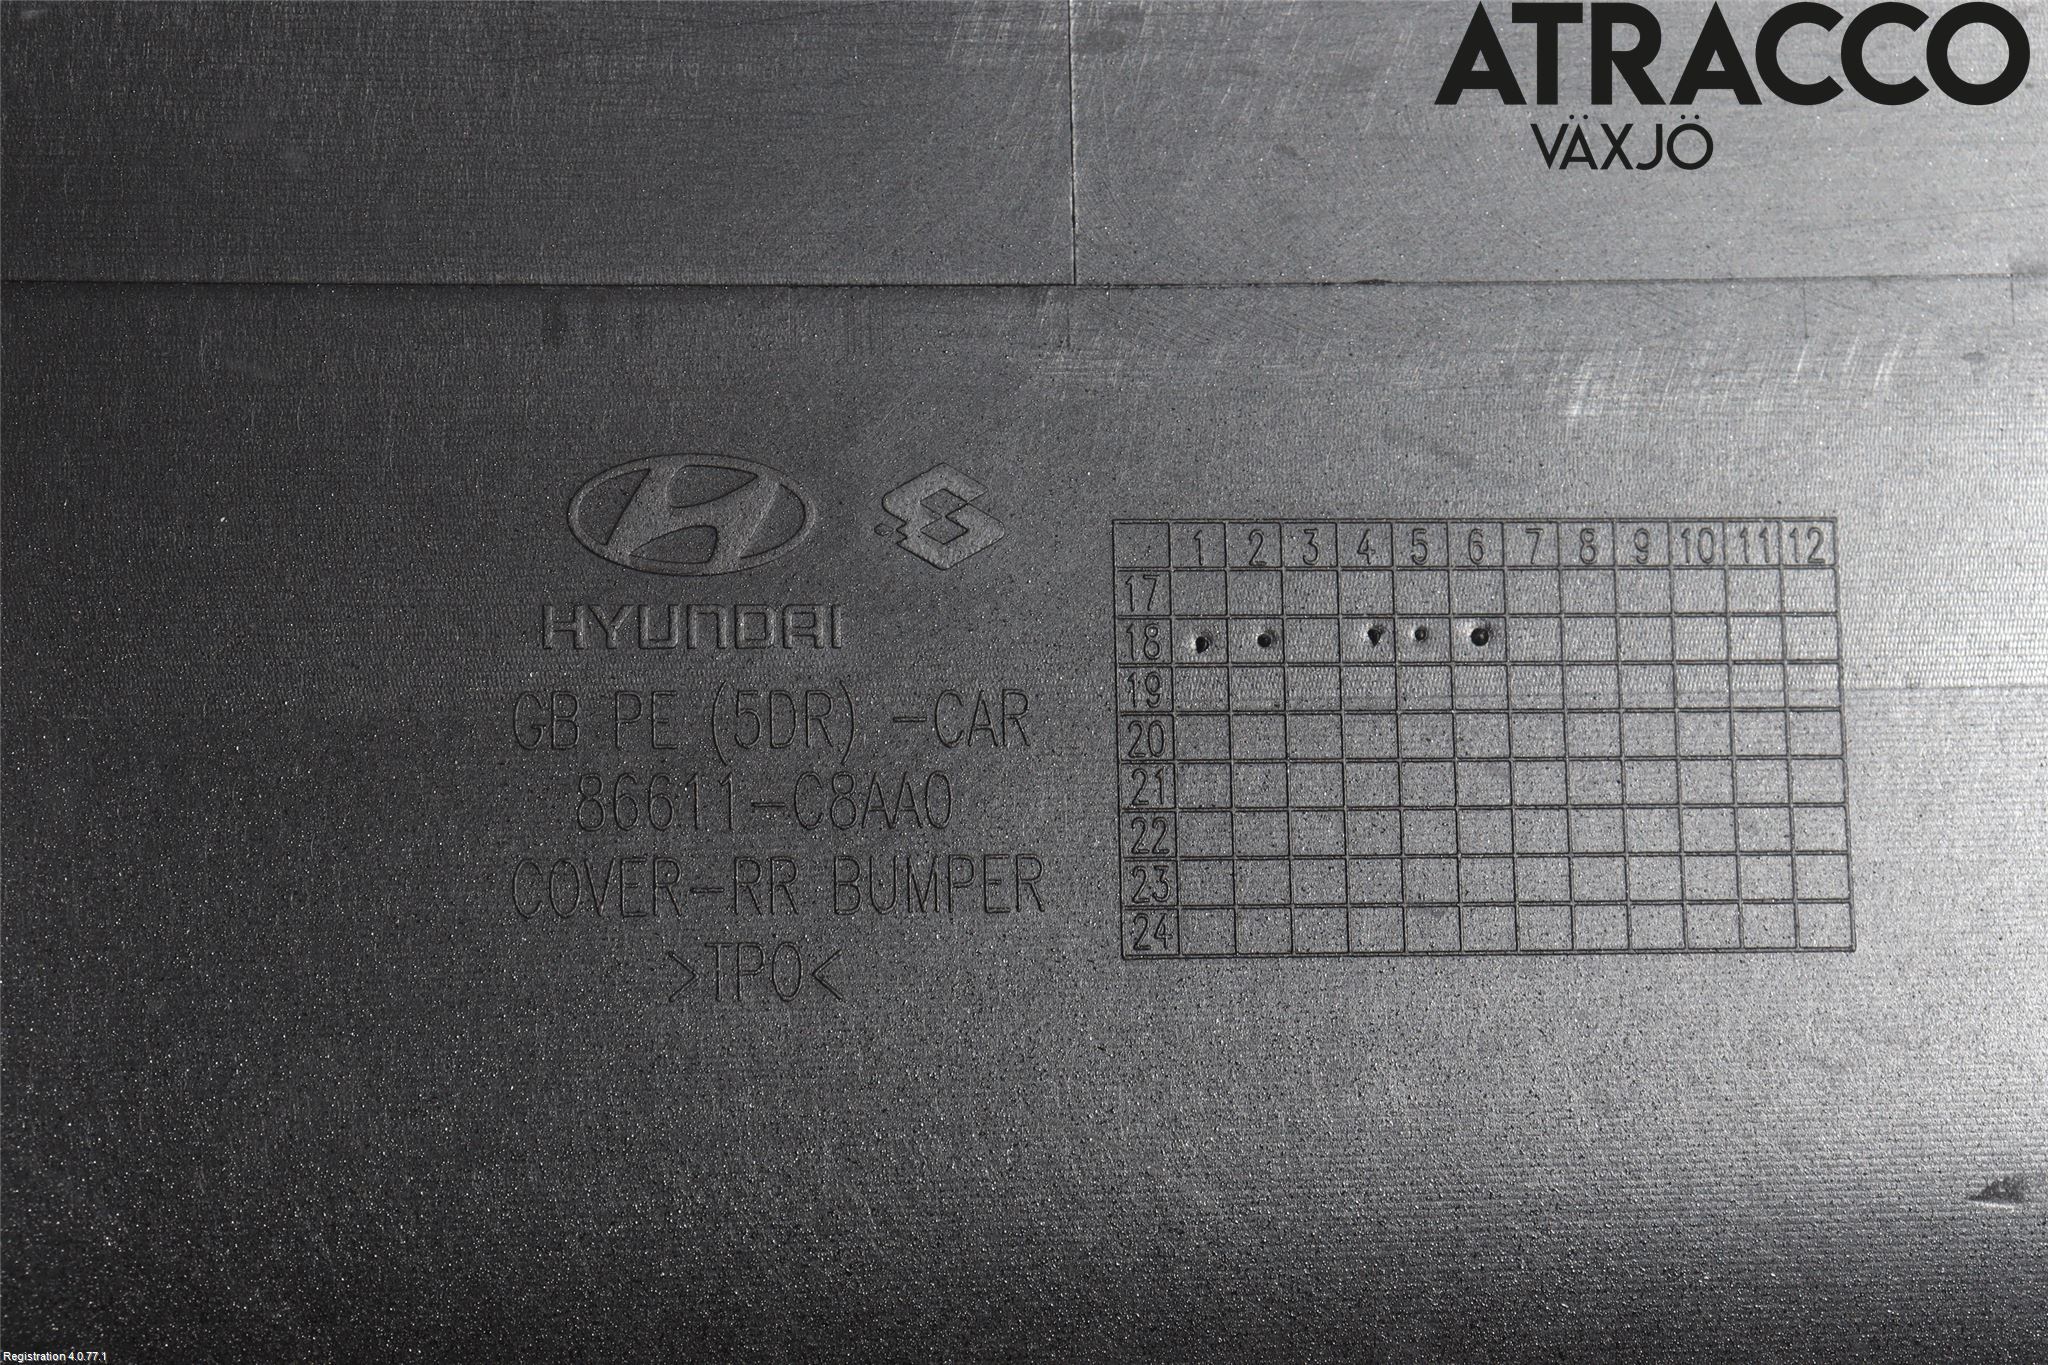 ATRACCO
VÄXJÖ
HYUNDAI
GB PE (5DR) -CAR
86611-C8AA0
COVER-RR BUMPER
>TPO<
1 2 3 4 5 6 7 8 9 10 11 12
17
18
19
20
21
22
23
24
Registration 4.0.77.1